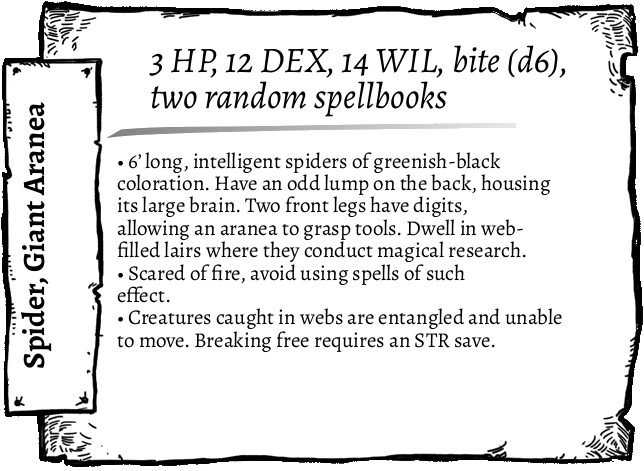 Spider, Giant Aranea
3 HP, 12 DEX, 14 WIL, bite (d6),
two random spellbooks
• 6’ long, intelligent spiders of greenish-black
coloration. Have an odd lump on the back, housing
its large brain. Two front legs have digits,
allowing an aranea to grasp tools. Dwell in web-
filled lairs where they conduct magical research.
• Scared of fire, avoid using spells of such
effect.
• Creatures caught in webs are entangled and unable
to move. Breaking free requires an STR save.